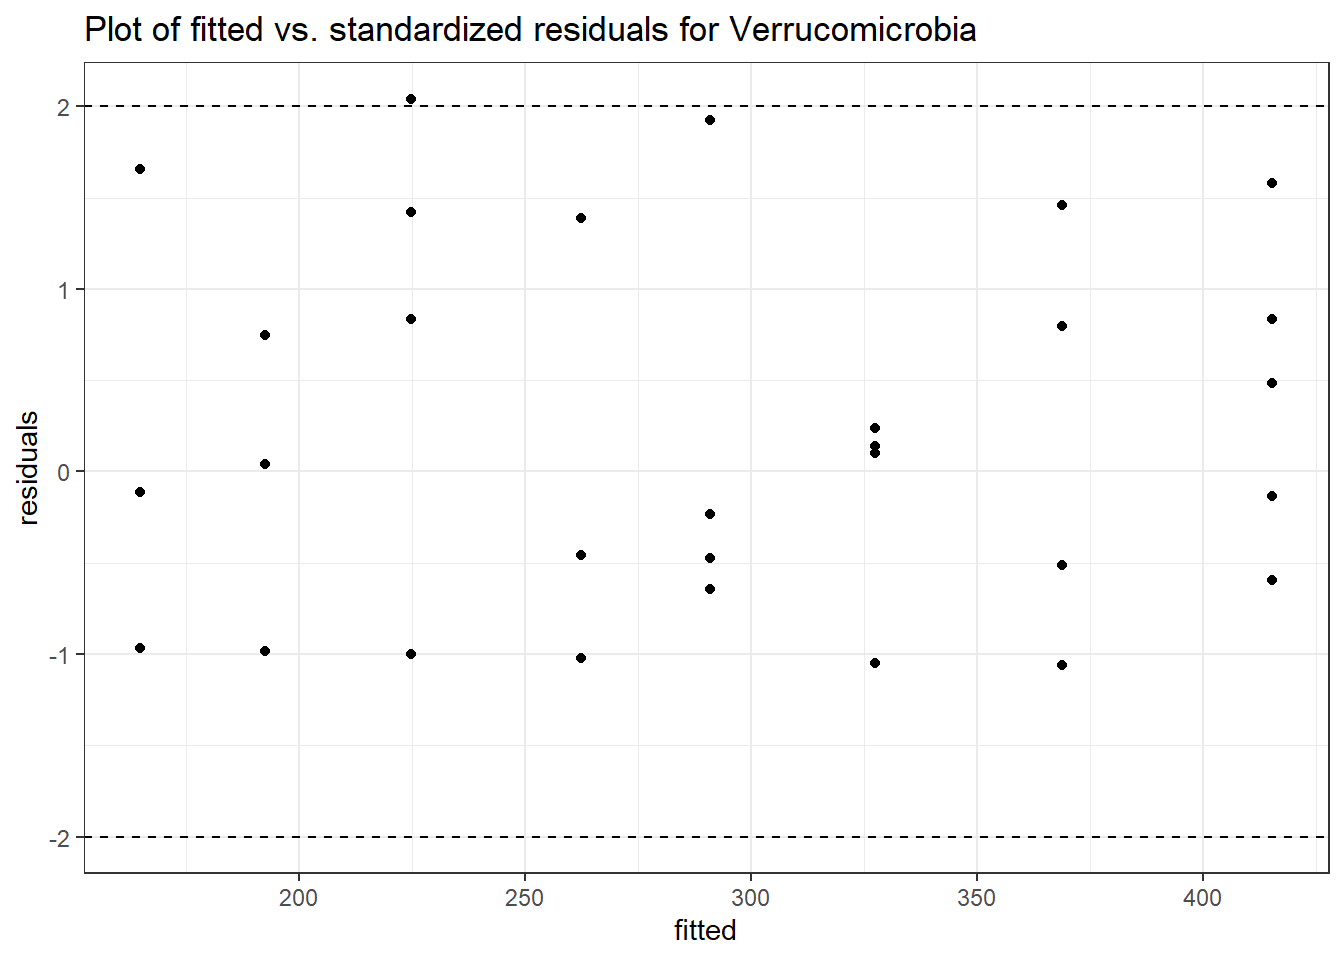 Plot of fitted vs. standardized residuals for Verrucomicrobia
2
1
0
-1
-2
residuals
200 250 300 350 400
fitted